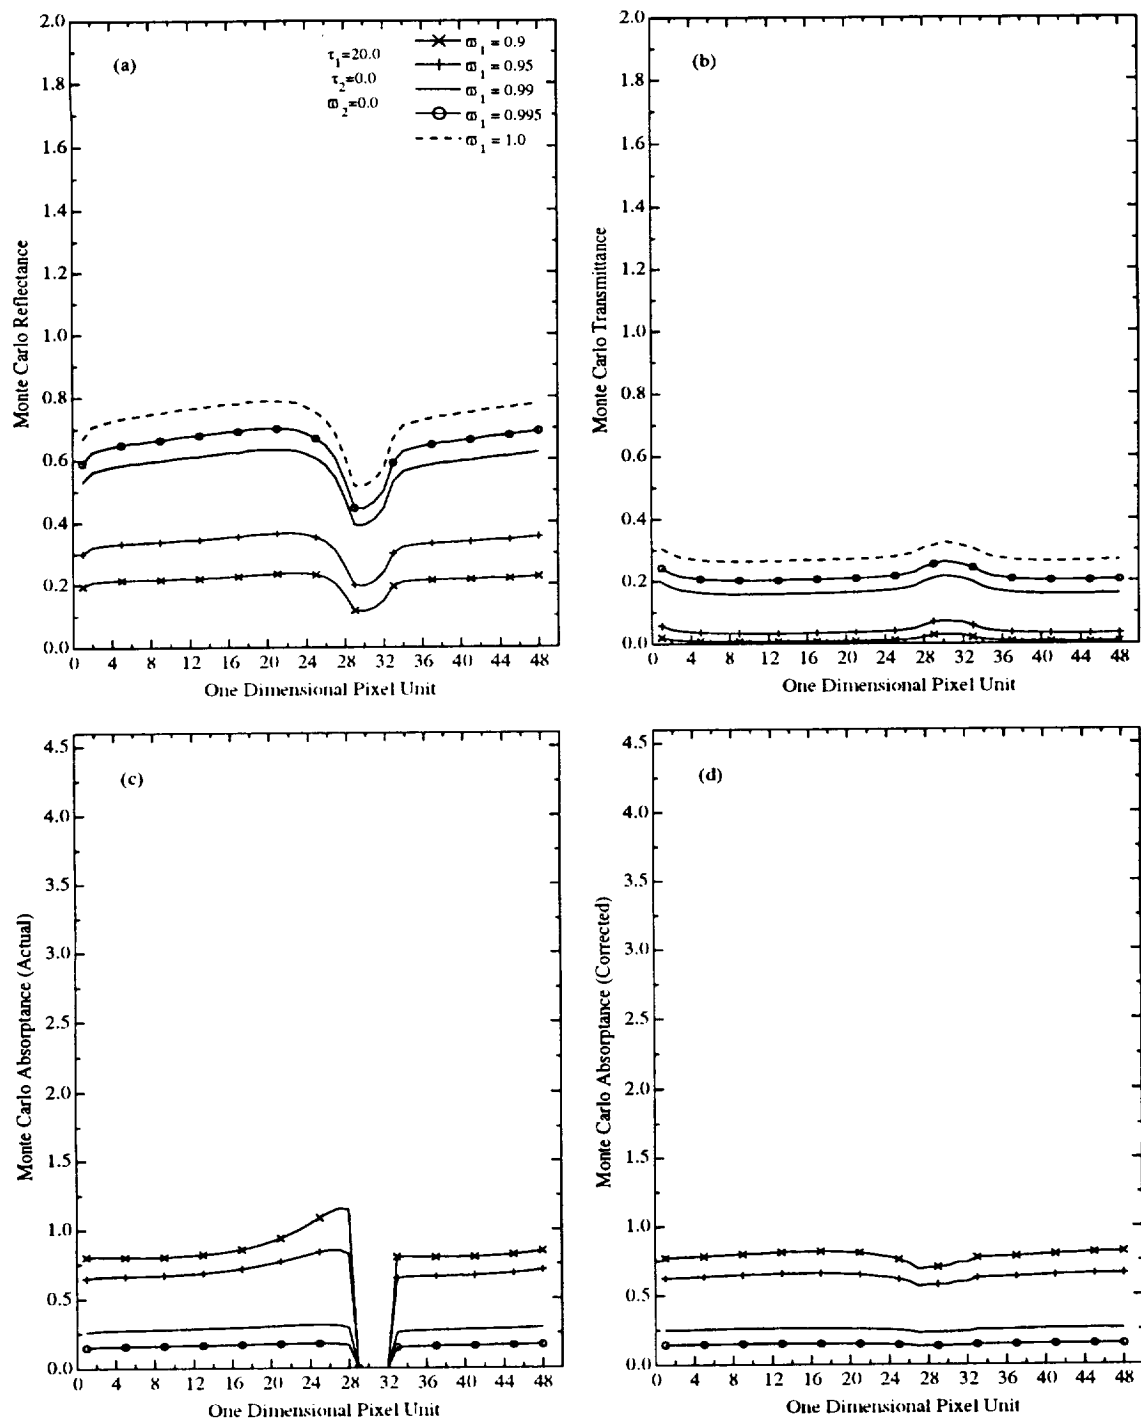 (a)
τ1=20.0
τ2=0.0
ϖ2=0.0
ϖ1 = 0.9
ϖ1 = 0.95
ϖ1 = 0.99
ϖ1 = 0.995
ϖ1 = 1.0
2.0
1.8
1.6
1.4
1.2
1.0
0.8
0.6
0.4
0.2
0.0
Monte Carlo Reflectance
0 4 8 12 16 20 24 28 32 36 40 44 48
One Dimensional Pixel Unit
(b)
2.0
1.8
1.6
1.4
1.2
1.0
0.8
0.6
0.4
0.2
0.0
Monte Carlo Transmittance
0 4 8 12 16 20 24 28 32 36 40 44 48
One Dimensional Pixel Unit
(c)
4.5
4.0
3.5
3.0
2.5
2.0
1.5
1.0
0.5
0.0
Monte Carlo Absorptance (Actual)
0 4 8 12 16 20 24 28 32 36 40 44 48
One Dimensional Pixel Unit
(d)
4.5
4.0
3.5
3.0
2.5
2.0
1.5
1.0
0.5
0.0
Monte Carlo Absorptance (Corrected)
0 4 8 12 16 20 24 28 32 36 40 44 48
One Dimensional Pixel Unit